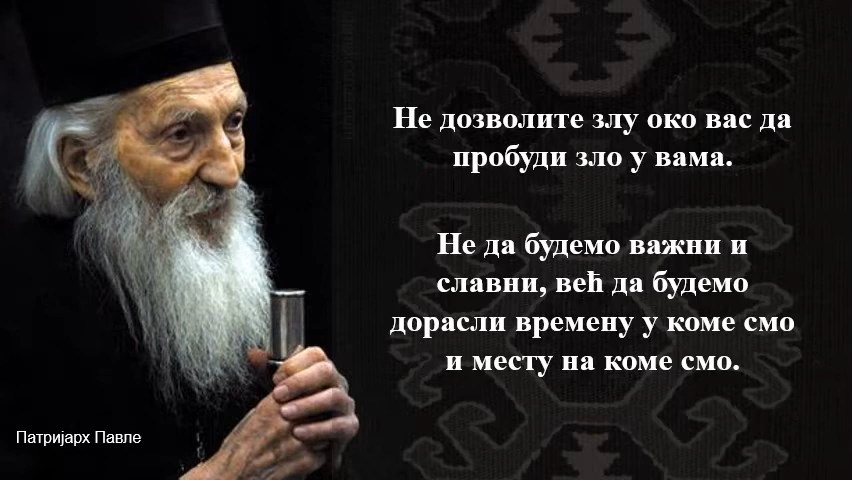 Не дозволите злу око вас да
пробуди зло у вама.
Не да будемо важни и
славни, већ да будемо
дорасли времену у коме смо
и месту на коме смо.
Патријарх Павле